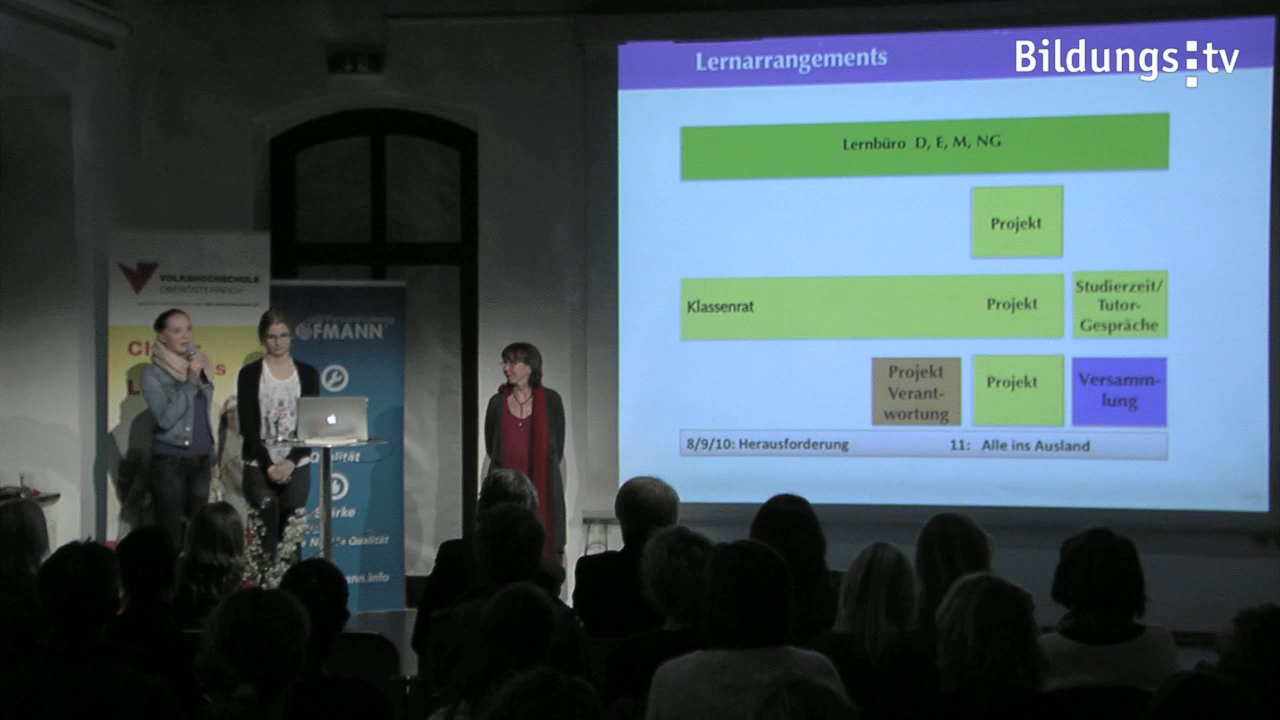 Bildungs:tv
Lernarrangements
Lernbüro D, E, M, NG
Projekt
Klassenrat
Projekt
Studierzeit/
Tutor-
Gespräche
Projekt
Verant-
wortung
Projekt
Versamm-
lung
8/9/10: Herausforderung
11: Alle ins Ausland
VOLKSHOCHSCHULE
OBERÖSTERREICH
FMANN
Qualität